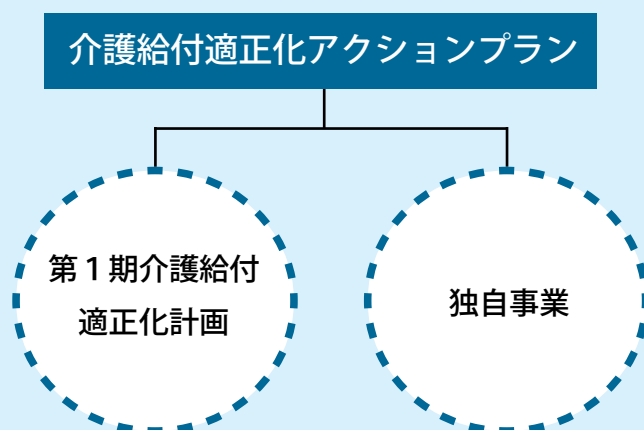 介護給付適正化アクションプラン
第１期介護給付
適正化計画
独自事業